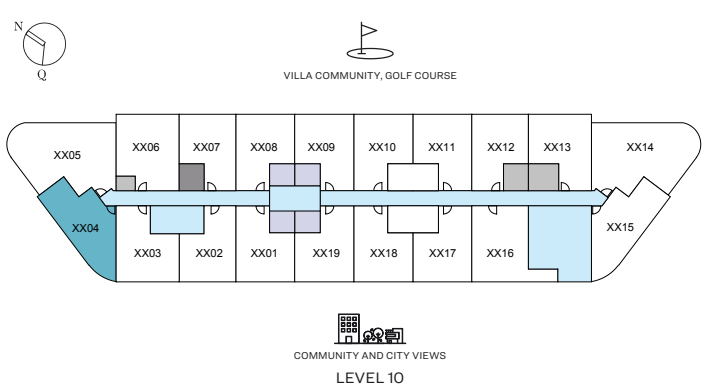 N
Q
VILLA COMMUNITY, GOLF COURSE
XX05
XX06
XX07
XX08
XX09
XX10
XX11
XX12
XX13
XX14
XX04
XX03
XX02
XX01
XX19
XX18
XX17
XX16
XX15
COMMUNITY AND CITY VIEWS
LEVEL 10